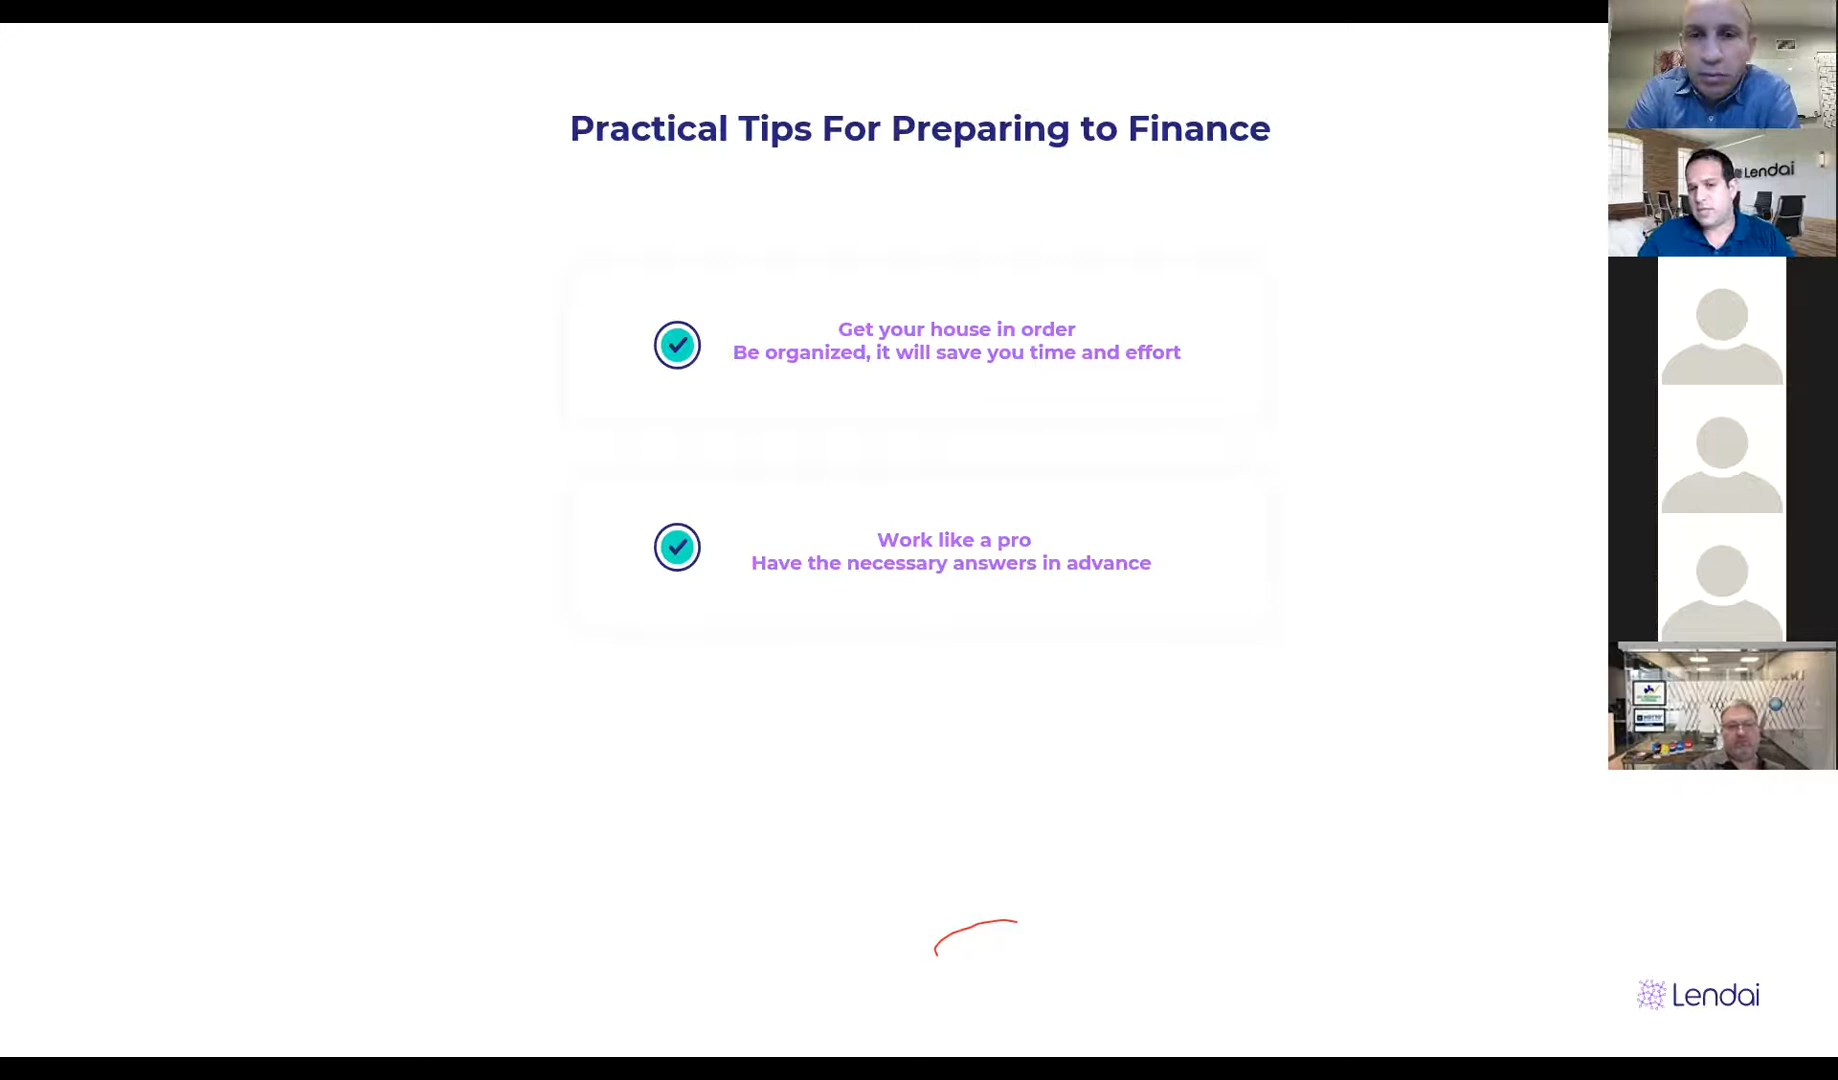 Practical Tips For Preparing to Finance
Get your house in order
Be organized, it will save you time and effort
Work like a pro
Have the necessary answers in advance
Lendai
Lendai